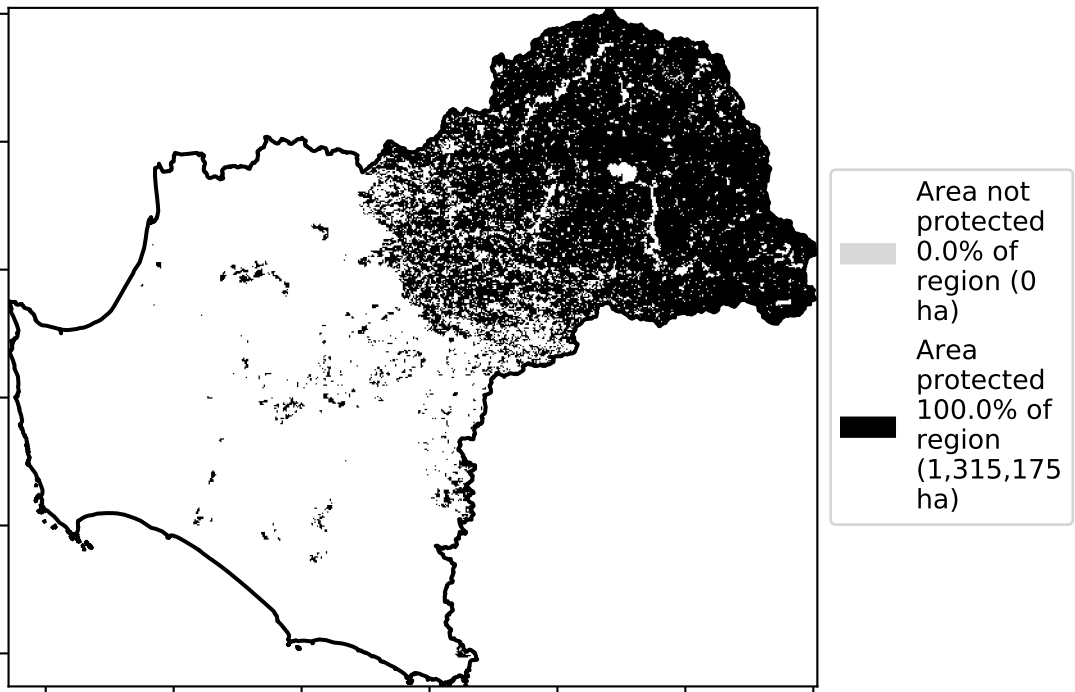 Area not
protected
0.0% of
region (0
ha)
Area
protected
100.0% of
region
(1,315,175
ha)